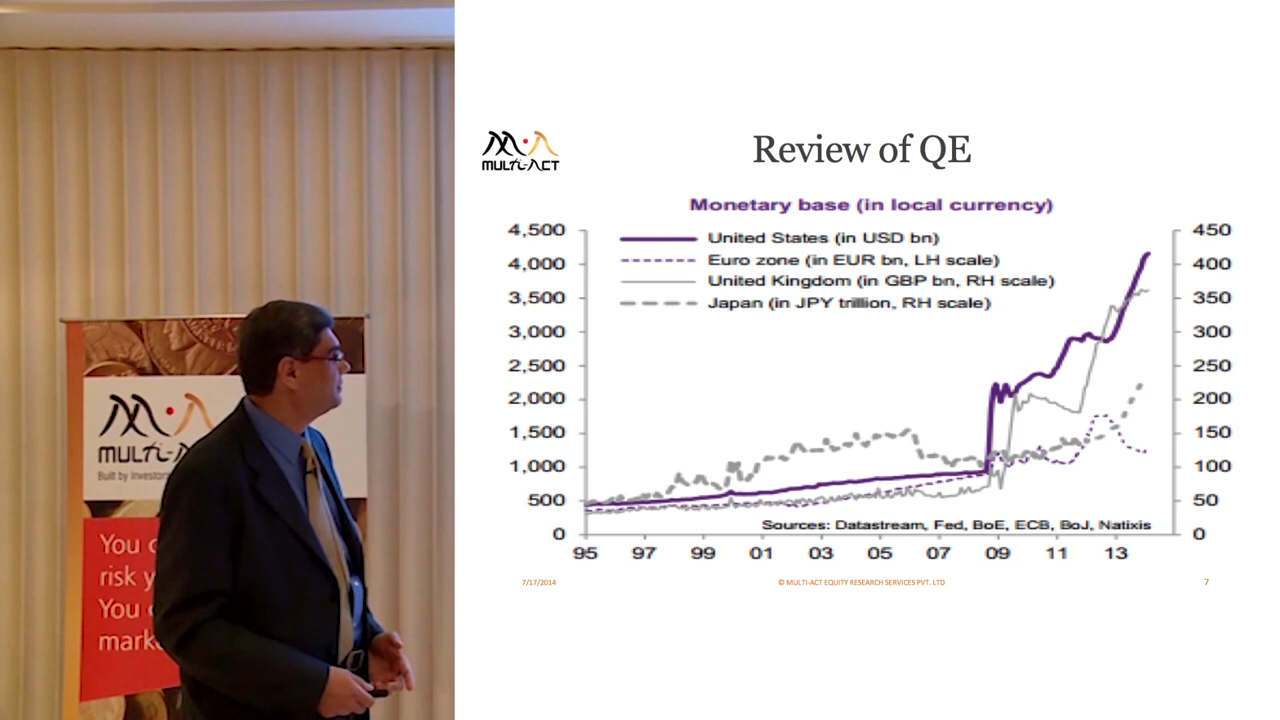 MULTI-ACT
Built by Investors
You
risk
You
MULTI-ACT
Review of QE
Monetary base (in local currency)
United States (in USD bn)
Euro zone (in EUR bn, LH scale)
United Kingdom (in GBP bn, RH scale)
Japan (in JPY trillion, RH scale)
4,500
4,000
3,500
3,000
2,500
2,000
1,500
1,000
500
0
450
400
350
300
250
200
150
100
50
0
Sources: Datastream, Fed, BoE, ECB, BoJ, Natixis
95 97 99 01 03 05 07 09 11 13
7/17/2014 © MULTI-ACT EQUITY RESEARCH SERVICES PVT. LTD 7